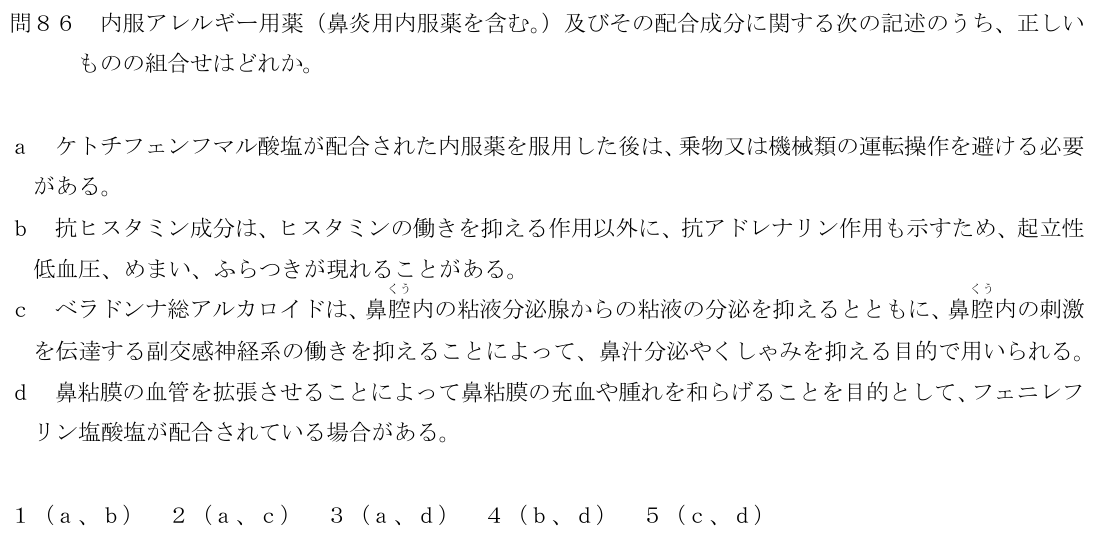 問８６　内服アレルギー用薬（鼻炎用内服薬を含む。）及びその配合成分に関する次の記述のうち、正しい
ものの組合せはどれか。
ａ　ケトチフェンフマル酸塩が配合された内服薬を服用した後は、乗物又は機械類の運転操作を避ける必要
がある。
ｂ　抗ヒスタミン成分は、ヒスタミンの働きを抑える作用以外に、抗アドレナリン作用も示すため、起立性
低血圧、めまい、ふらつきが現れることがある。
くう　くう
ｃ　ベラドンナ総アルカロイドは、鼻腔内の粘液分泌腺からの粘液の分泌を抑えるとともに、鼻腔内の刺激
を伝達する副交感神経系の働きを抑えることによって、鼻汁分泌やくしゃみを抑える目的で用いられる。
ｄ　鼻粘膜の血管を拡張させることによって鼻粘膜の充血や腫れを和らげることを目的として、フェニレフ
リン塩酸塩が配合されている場合がある。
１（ａ、ｂ）　２（ａ、ｃ）　３（ａ、ｄ）　４（ｂ、ｄ）　５（ｃ、ｄ）